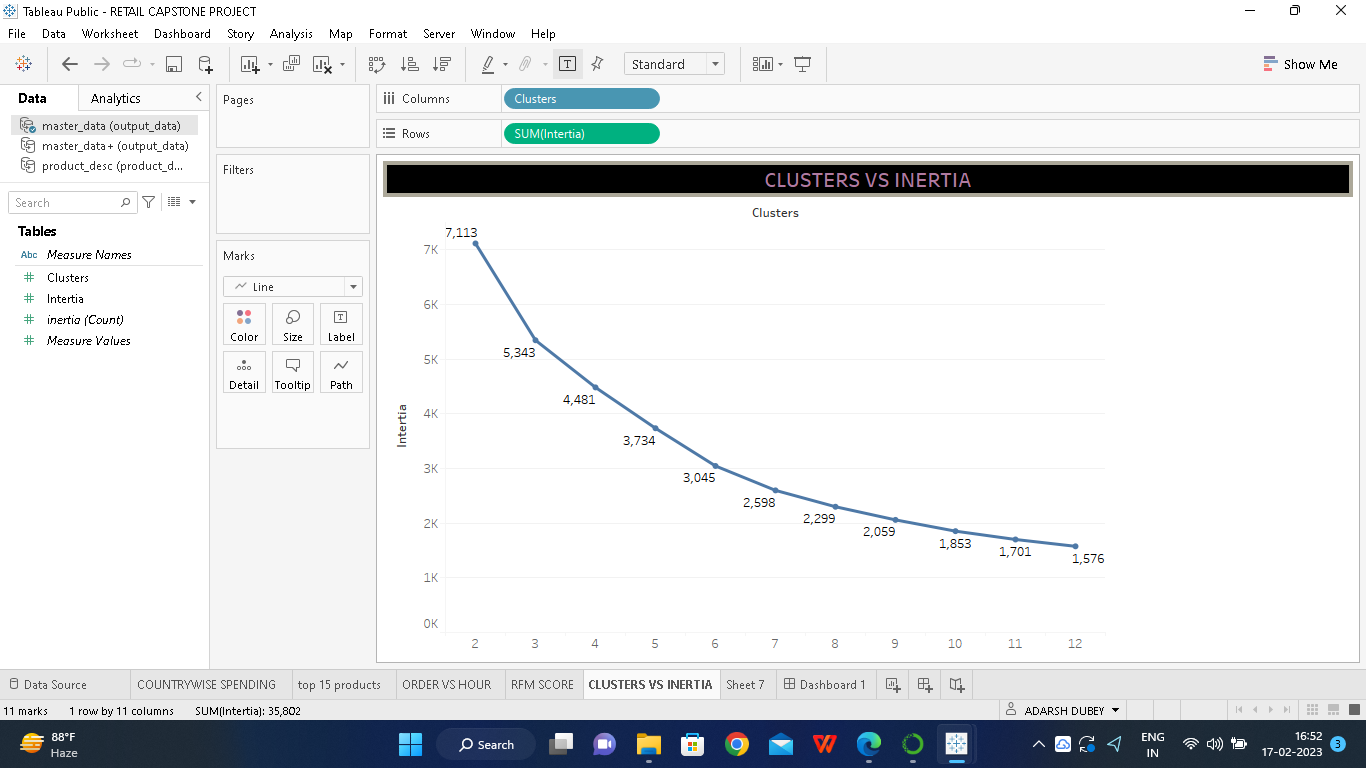 Tableau Public - RETAIL CAPSTONE PROJECT
File Data Worksheet Dashboard Story Analysis Map Format Server Window Help
Standard
Show Me
Data Analytics
master_data (output_data)
master_data+ (output_data)
product_desc (product_d...
Search
Tables
Abc Measure Names
Clusters
Intertia
inertia (Count)
Measure Values
Pages
Filters
Marks
Line
Color Size Label
Detail Tooltip Path
Columns Clusters
Rows SUM(Intertia)
CLUSTERS VS INERTIA
Clusters
Intertia
7K
6K
5K
4K
3K
2K
1K
0K
7,113
5,343
4,481
3,734
3,045
2,598
2,299
2,059
1,853
1,701
1,576
2 3 4 5 6 7 8 9 10 11 12
Data Source COUNTRYWISE SPENDING top 15 products ORDER VS HOUR RFM SCORE CLUSTERS VS INERTIA Sheet 7 Dashboard 1
11 marks 1 row by 11 columns SUM(Intertia): 35,802 ADARSH DUBEY
88°F
Haze
Search
ENG
IN
16:52
17-02-2023
3